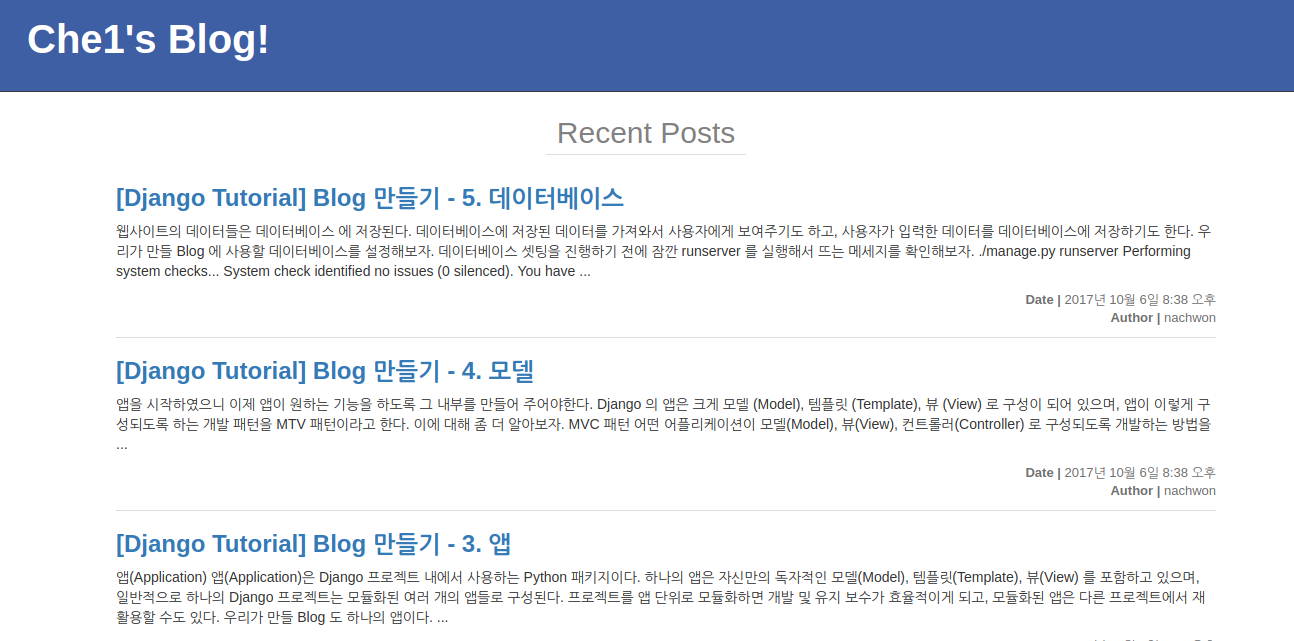 Che1's Blog!
Recent Posts
[Django Tutorial] Blog 만들기 - 5. 데이터베이스
웹사이트의 데이터들은 데이터베이스 에 저장된다. 데이터베이스에 저장된 데이터를 가져와서 사용자에게 보여주기도 하고, 사용자가 입력한 데이터를 데이터베이스에 저장하기도 한다. 우
리가 만들 Blog 에 사용할 데이터베이스를 설정해보자. 데이터베이스 셋팅을 진행하기 전에 잠깐 runserver 를 실행해서 뜨는 메세지를 확인해보자. ./manage.py runserver Performing
system checks... System check identified no issues (0 silenced). You have ...
Date | 2017년 10월 6일 8:38 오후
Author | nachwon
[Django Tutorial] Blog 만들기 - 4. 모델
앱을 시작하였으니 이제 앱이 원하는 기능을 하도록 그 내부를 만들어 주어야한다. Django 의 앱은 크게 모델 (Model), 템플릿 (Template), 뷰 (View) 로 구성이 되어 있으며, 앱이 이렇게 구
성되도록 하는 개발 패턴을 MTV 패턴이라고 한다. 이에 대해 좀 더 알아보자. MVC 패턴 어떤 어플리케이션이 모델(Model), 뷰(View), 컨트롤러(Controller) 로 구성되도록 개발하는 방법을
...
Date | 2017년 10월 6일 8:38 오후
Author | nachwon
[Django Tutorial] Blog 만들기 - 3. 앱
앱(Application) 앱(Application)은 Django 프로젝트 내에서 사용하는 Python 패키지이다. 하나의 앱은 자신만의 독자적인 모델(Model), 템플릿(Template), 뷰(View) 를 포함하고 있으며,
일반적으로 하나의 Django 프로젝트는 모듈화된 여러 개의 앱들로 구성된다. 프로젝트를 앱 단위로 모듈화하면 개발 및 유지 보수가 효율적이게 되고, 모듈화된 앱은 다른 프로젝트에서 재
활용할 수도 있다. 우리가 만들 Blog 도 하나의 앱이다. ...